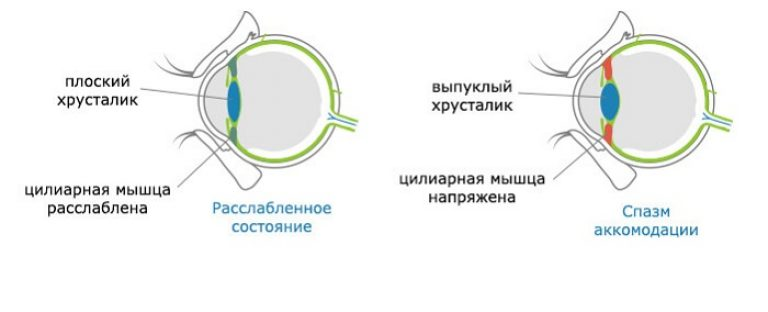 плоский
хрусталик
цилиарная мышца
расслаблена
Расслабленное
состояние
выпуклый
хрусталик
цилиарная мышца
напряжена
Спазм
аккомодации